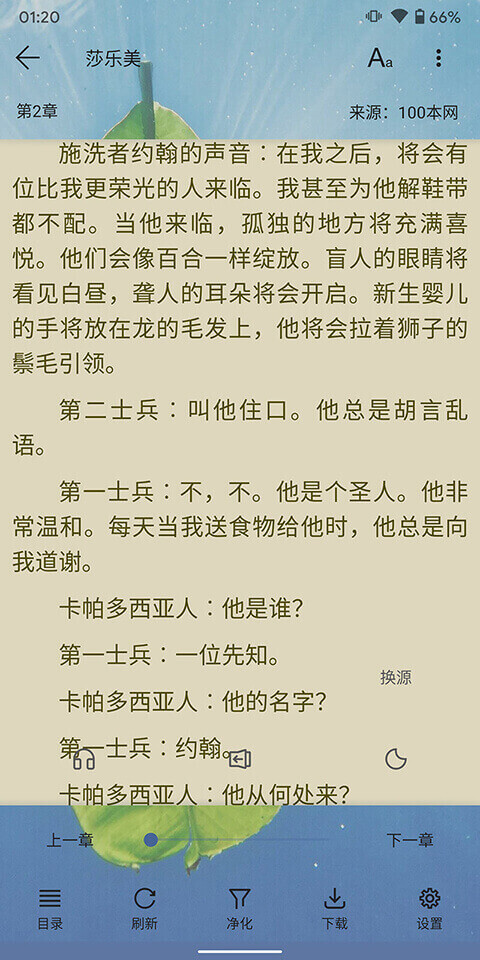 01:20
66%
莎乐美
Aa
第2章
来源：100本网
施洗者约翰的声音：在我之后，将会有
位比我更荣光的人来临。我甚至为他解鞋带
都不配。当他来临，孤独的地方将充满喜
悦。他们会像百合一样绽放。盲人的眼睛将
看见白昼，聋人的耳朵将会开启。新生婴儿
的手将放在龙的毛发上，他将会拉着狮子的
鬃毛引领。
第二士兵：叫他住口。他总是胡言乱
语。
第一士兵：不，不。他是个圣人。他非
常温和。每天当我送食物给他时，他总是向
我道谢。
卡帕多西亚人：他是谁？
第一士兵：一位先知。
换源
卡帕多西亚人：他的名字？
第一士兵：约翰。
卡帕多西亚人：他从何处来？
上一章
下一章
目录
刷新
净化
下载
设置